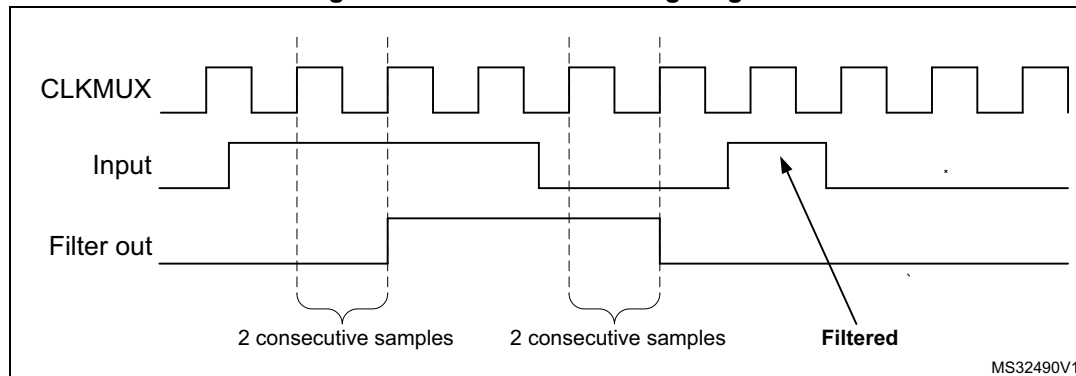 CLKMUX
Input
Filter out
2 consecutive samples 2 consecutive samples Filtered
MS32490V1